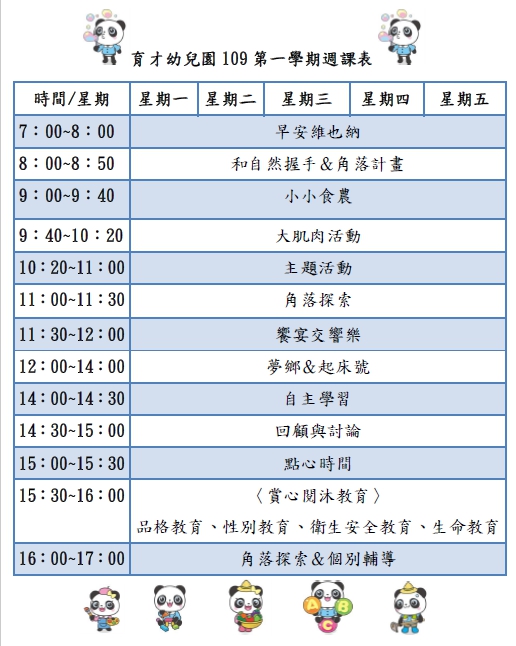 育才幼兒園 109 第一學期週課表
時間/星期 星期一 星期二 星期三 星期四 星期五
7：00~8：00 早安維也納
8：00~8：50 和自然握手＆角落計畫
9：00~9：40 小小食農
9：40~10：20 大肌肉活動
10：20~11：00 主題活動
11：00~11：30 角落探索
11：30~12：00 饗宴交響樂
12：00~14：00 夢鄉＆起床號
14：00~14：30 自主學習
14：30~15：00 回顧與討論
15：00~15：30 點心時間
15：30~16：00 〈賞心閱沐教育〉
品格教育、性別教育、衛生安全教育、生命教育
16：00~17：00 角落探索＆個別輔導
A B
C